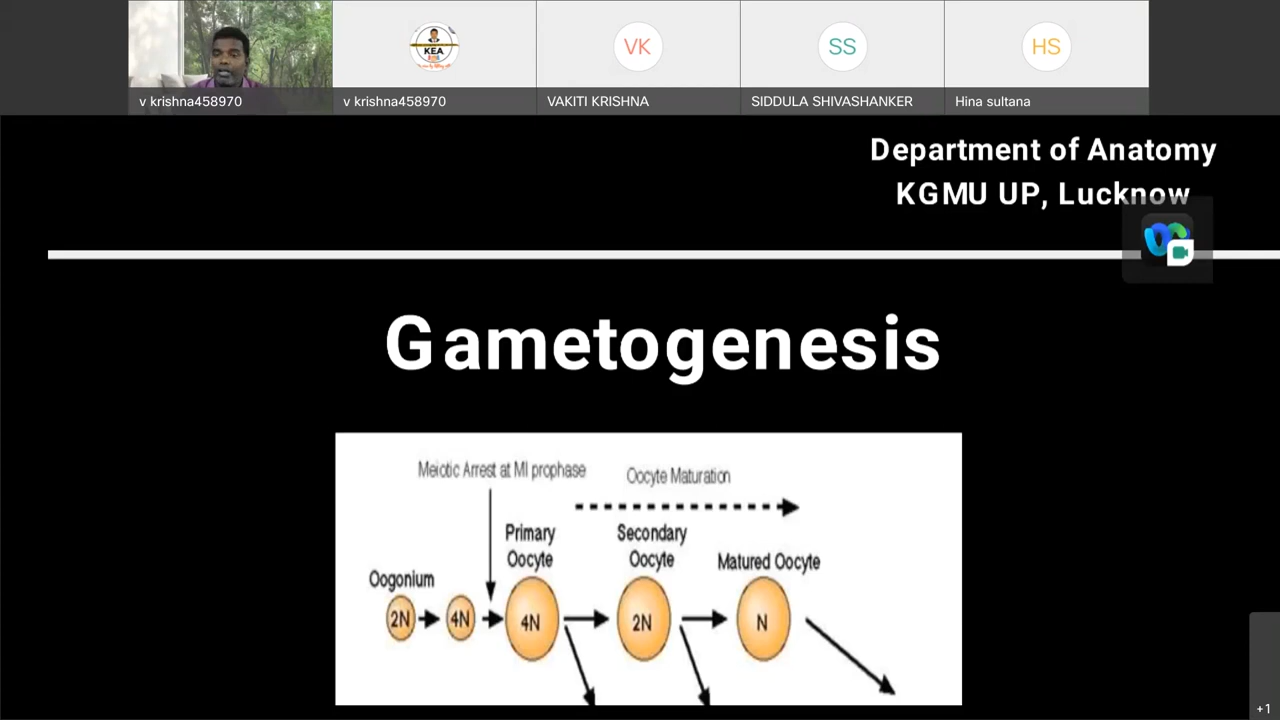 KEA
VK
SS
HS
v krishna458970
v krishna458970
VAKITI KRISHNA
SIDDULA SHIVASHANKER
Hina sultana
Department of Anatomy
KGMU UP, Lucknow
Gametogenesis
Meiotic Arrest at MI prophase
Oocyte Maturation
Primary
Oocyte
Secondary
Oocyte
Matured Oocyte
Oogonium
2N
4N
4N
2N
N
+1